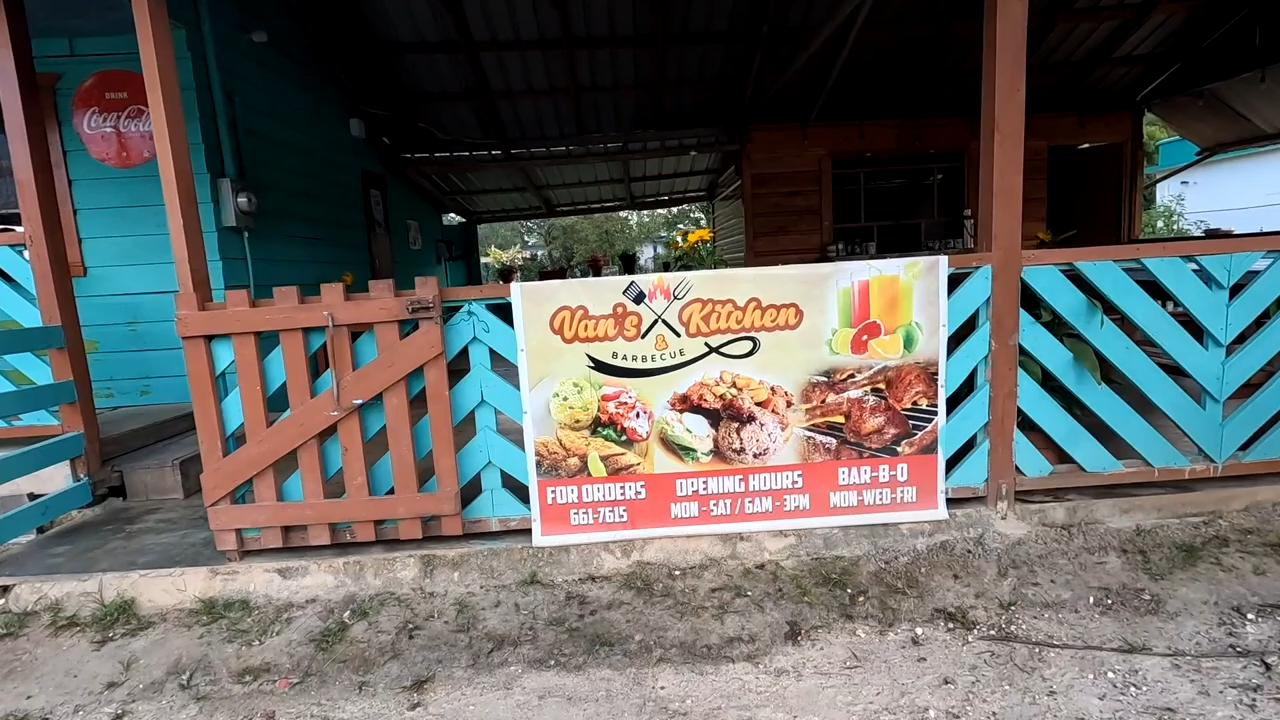 DRINK
Coca-Cola
Van's Kitchen
&
BARBECUE
FOR ORDERS
661-7615
OPENING HOURS
MON - SAT / 6AM - 3PM
BAR-B-Q
MON-WED-FRI